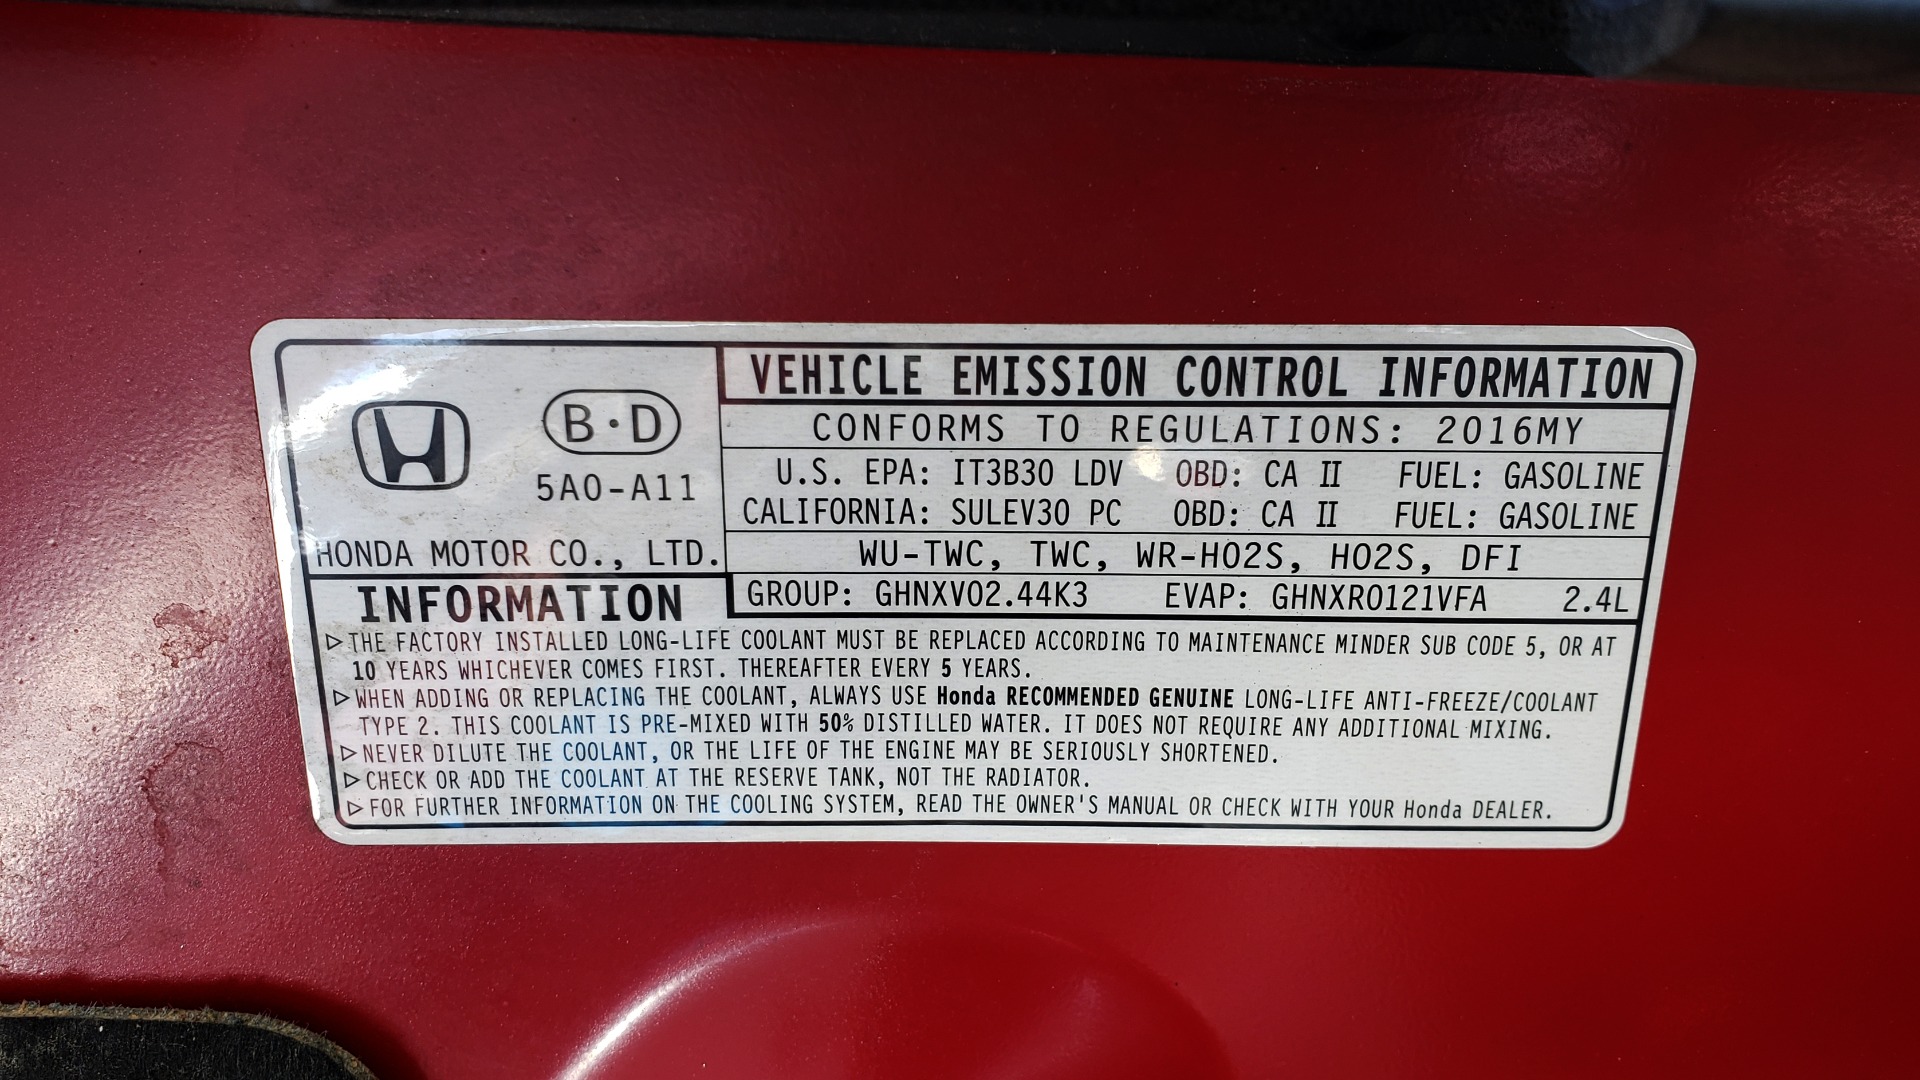 VEHICLE EMISSION CONTROL INFORMATION
B·D
5A0-A11
HONDA MOTOR CO., LTD.
CONFORMS TO REGULATIONS: 2016MY
U.S. EPA: IT3B30 LDV OBD: CA II FUEL: GASOLINE
CALIFORNIA: SULEV30 PC OBD: CA II FUEL: GASOLINE
WU-TWC, TWC, WR-HO2S, HO2S, DFI
GROUP: GHNXV02.44K3 EVAP: GHNXR0121VFA 2.4L
INFORMATION
▷ THE FACTORY INSTALLED LONG-LIFE COOLANT MUST BE REPLACED ACCORDING TO MAINTENANCE MINDER SUB CODE 5, OR AT
10 YEARS WHICHEVER COMES FIRST. THEREAFTER EVERY 5 YEARS.
▷ WHEN ADDING OR REPLACING THE COOLANT, ALWAYS USE Honda RECOMMENDED GENUINE LONG-LIFE ANTI-FREEZE/COOLANT
TYPE 2. THIS COOLANT IS PRE-MIXED WITH 50% DISTILLED WATER. IT DOES NOT REQUIRE ANY ADDITIONAL MIXING.
▷ NEVER DILUTE THE COOLANT, OR THE LIFE OF THE ENGINE MAY BE SERIOUSLY SHORTENED.
▷ CHECK OR ADD THE COOLANT AT THE RESERVE TANK, NOT THE RADIATOR.
▷ FOR FURTHER INFORMATION ON THE COOLING SYSTEM, READ THE OWNER'S MANUAL OR CHECK WITH YOUR Honda DEALER.